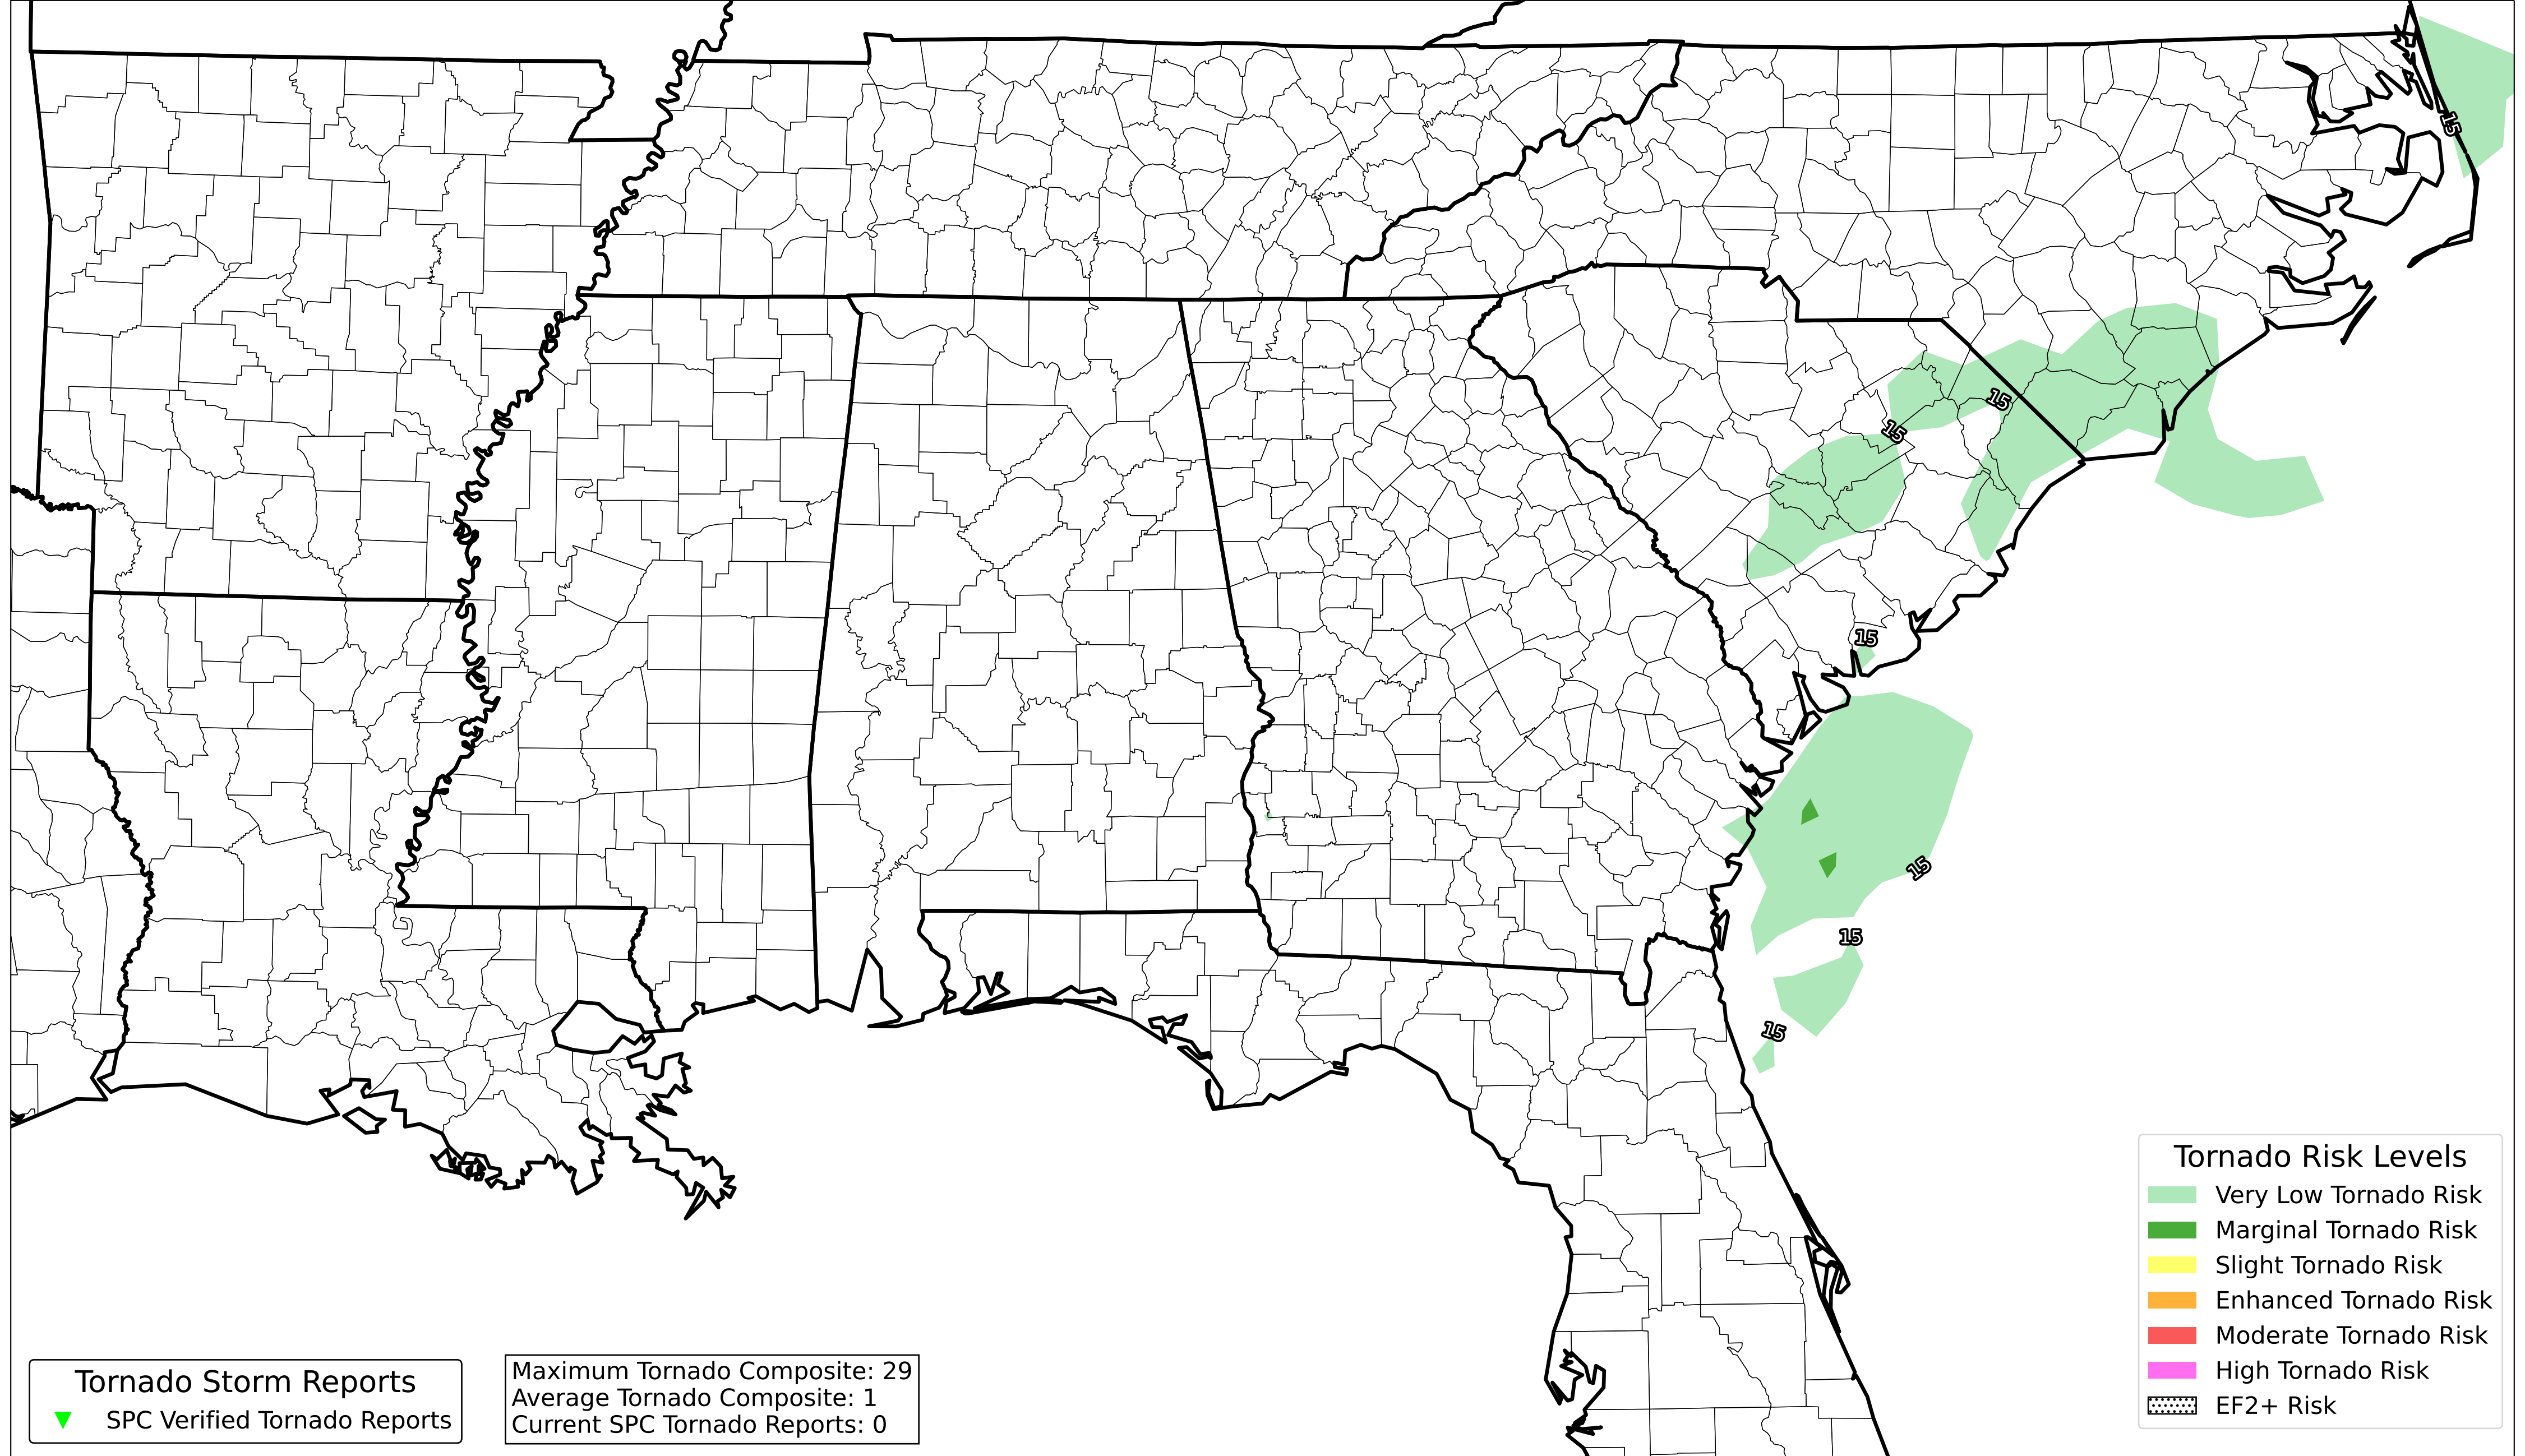 15
15
15
15
15
15
15
Tornado Risk Levels
Very Low Tornado Risk
Marginal Tornado Risk
Slight Tornado Risk
Enhanced Tornado Risk
Moderate Tornado Risk
High Tornado Risk
EF2+ Risk
Tornado Storm Reports
SPC Verified Tornado Reports
Maximum Tornado Composite: 29
Average Tornado Composite: 1
Current SPC Tornado Reports: 0